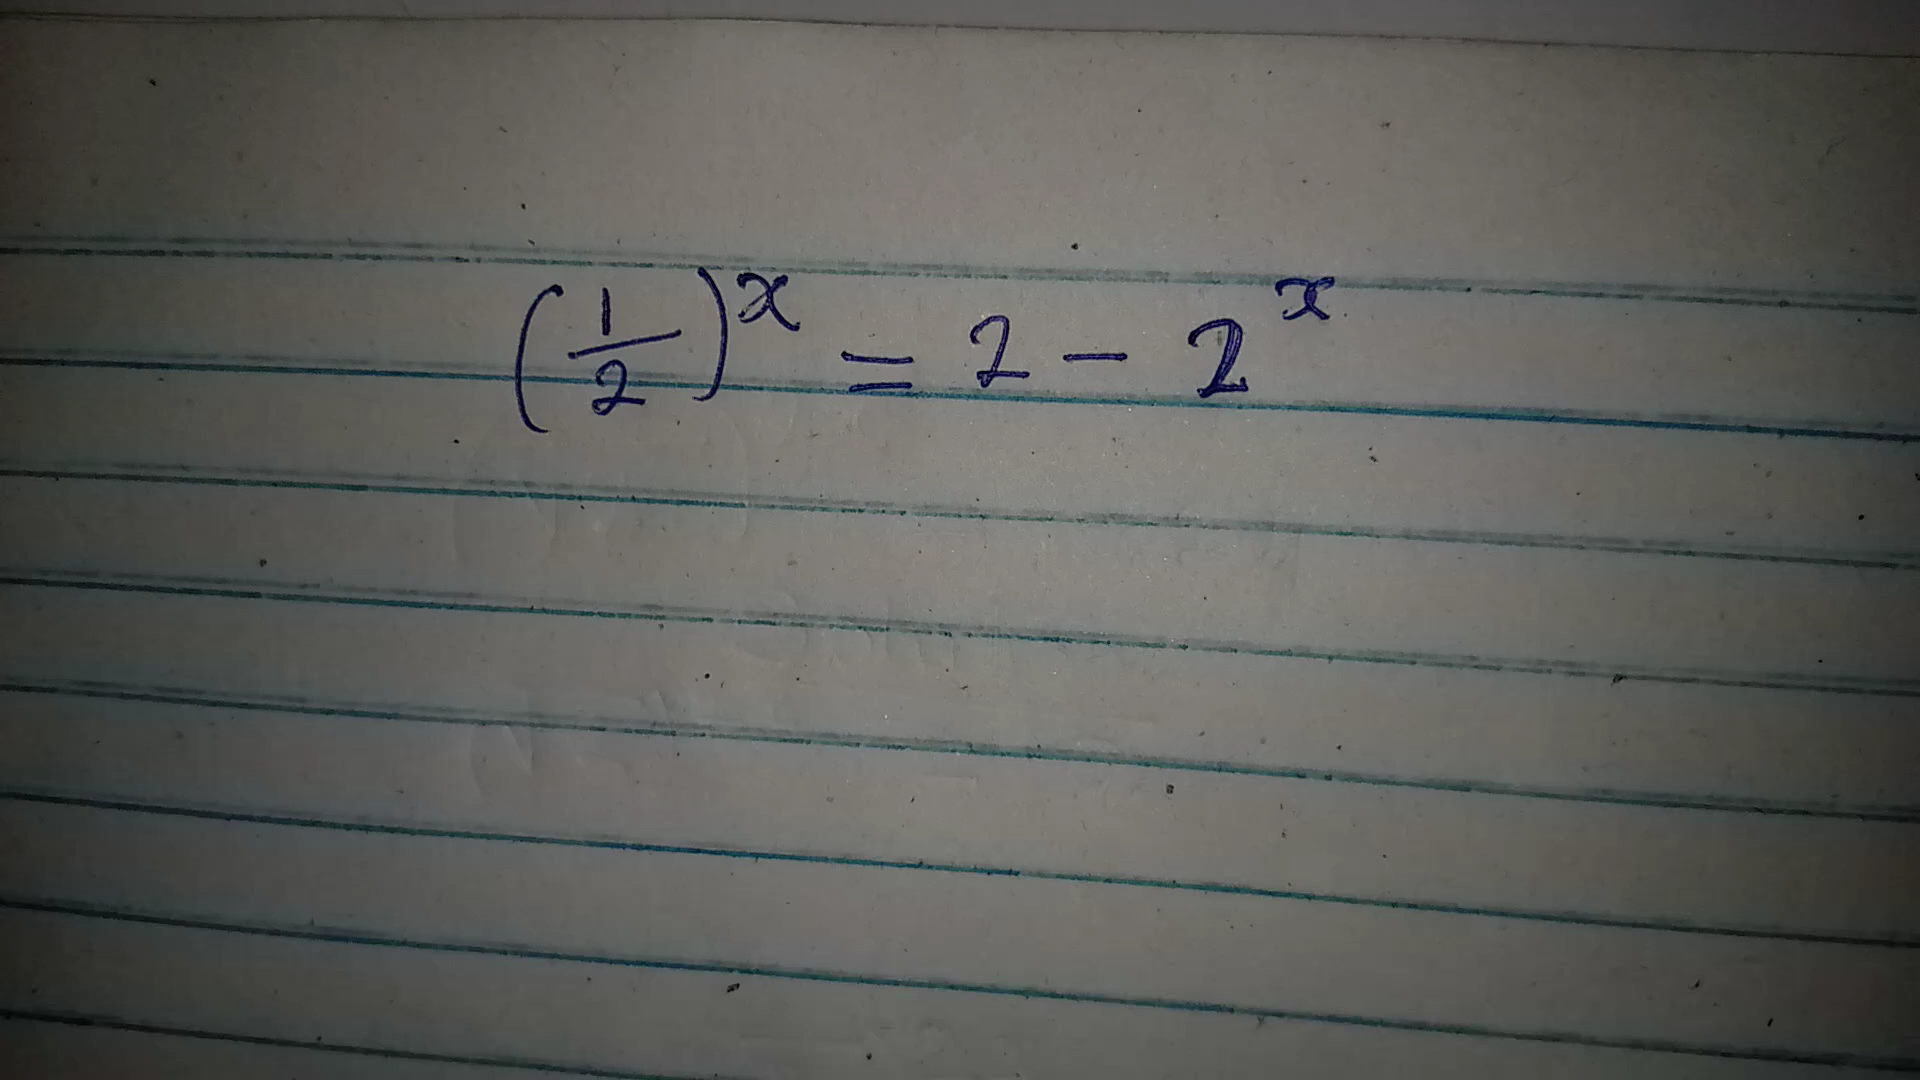 (1/2)^x = 2 - 2^x